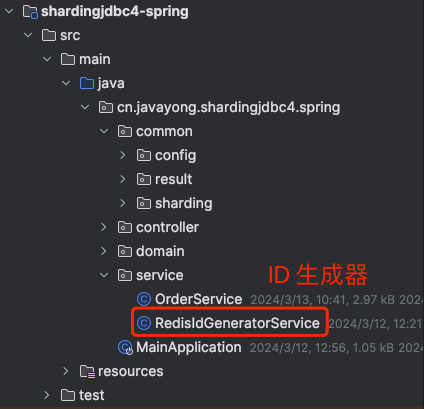 shardingjdbc4-spring
src
main
java
cn.javayong.shardingjdbc4.spring
common
config
result
sharding
controller
domain
service
ID 生成器
OrderService 2024/3/13, 10:41, 2.97 kB 2024
RedisIdGeneratorService 2024/3/12, 12:21
MainApplication 2024/3/12, 12:56, 1.05 kB 2024
resources
test